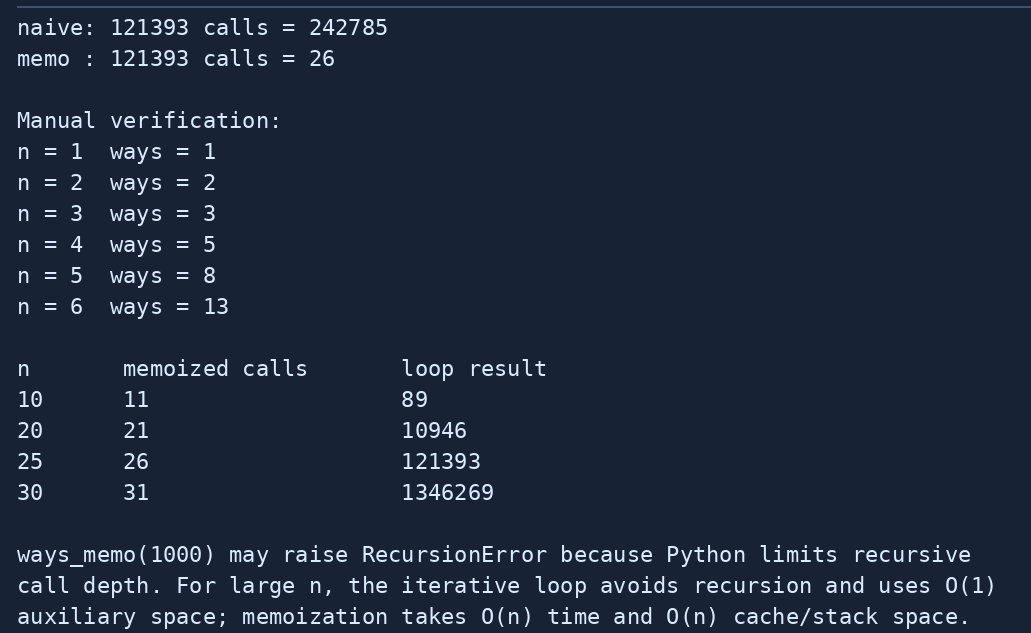 naive: 121393 calls = 242785
memo : 121393 calls = 26
Manual verification:
n = 1  ways = 1
n = 2  ways = 2
n = 3  ways = 3
n = 4  ways = 5
n = 5  ways = 8
n = 6  ways = 13
n       memoized calls       loop result
10      11                   89
20      21                   10946
25      26                   121393
30      31                   1346269
ways_memo(1000) may raise RecursionError because Python limits recursive
call depth. For large n, the iterative loop avoids recursion and uses O(1)
auxiliary space; memoization takes O(n) time and O(n) cache/stack space.